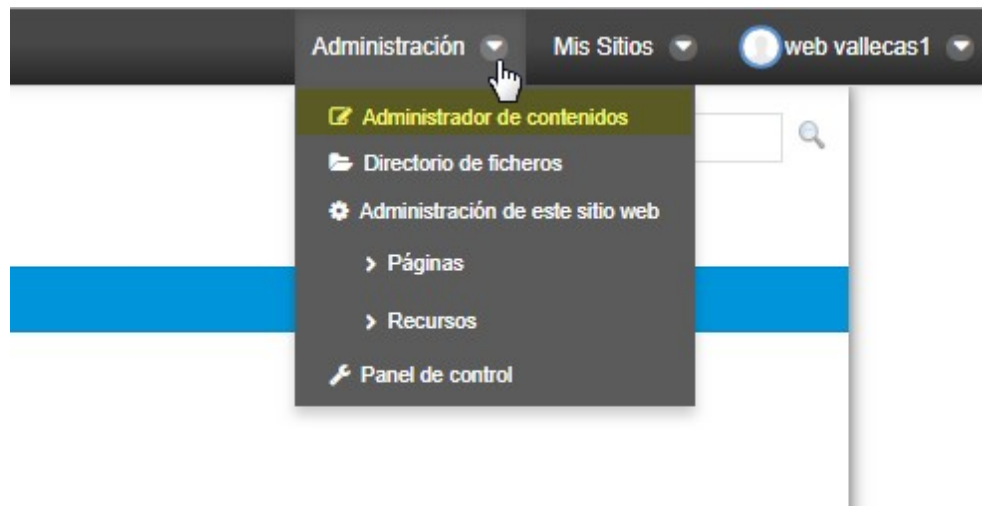 Administración Mis Sitios web vallecas1
Administrador de contenidos
Directorio de ficheros
Administración de este sitio web
Páginas
Recursos
Panel de control